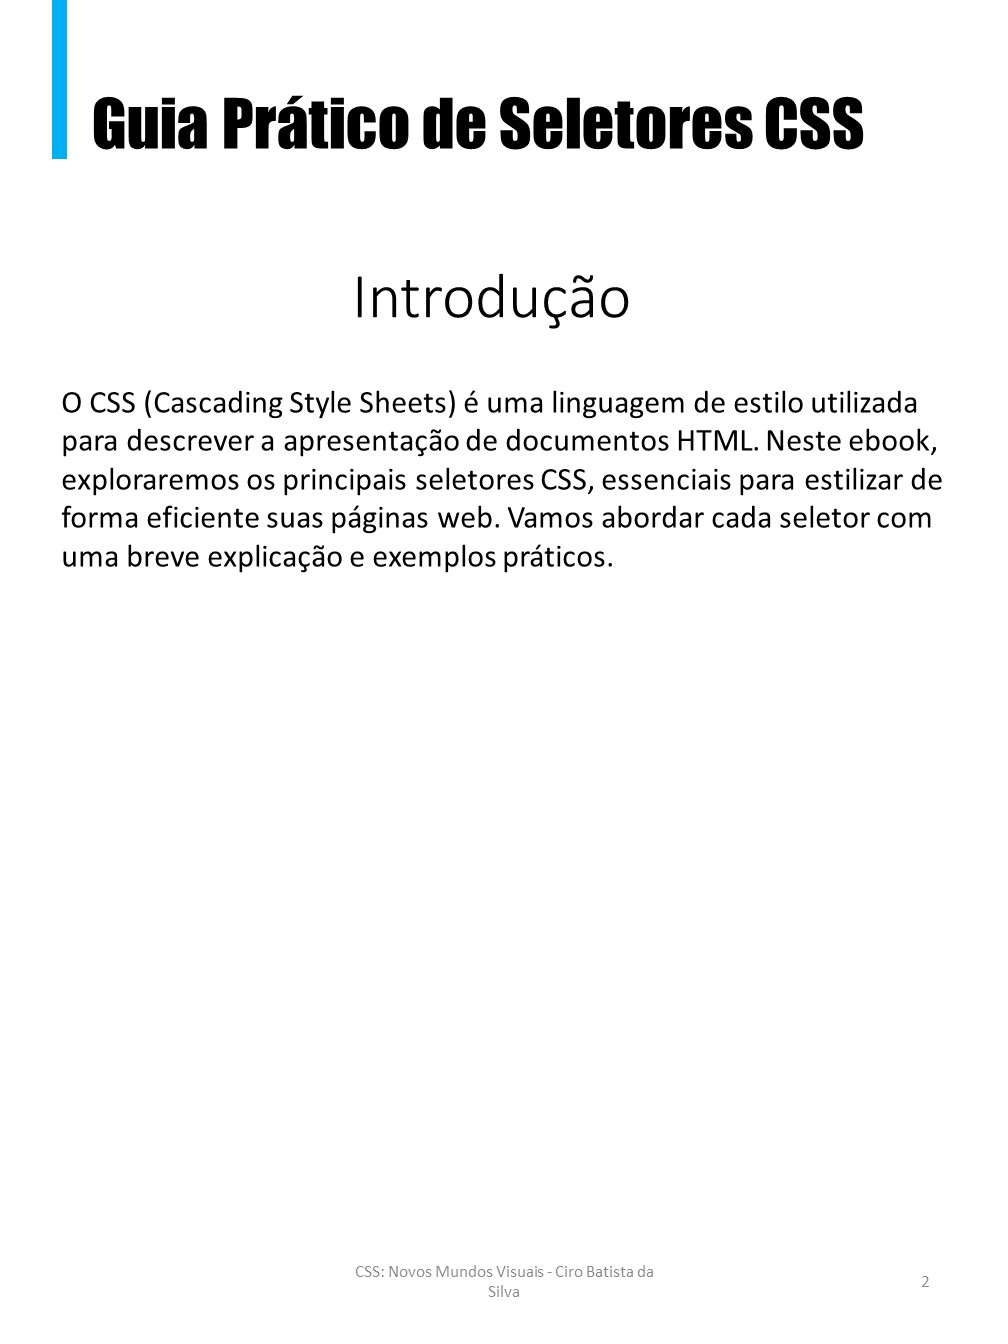 Guia Prático de Seletores CSS
Introdução
O CSS (Cascading Style Sheets) é uma linguagem de estilo utilizada
para descrever a apresentação de documentos HTML. Neste ebook,
exploraremos os principais seletores CSS, essenciais para estilizar de
forma eficiente suas páginas web. Vamos abordar cada seletor com
uma breve explicação e exemplos práticos.
CSS: Novos Mundos Visuais - Ciro Batista da
Silva
2